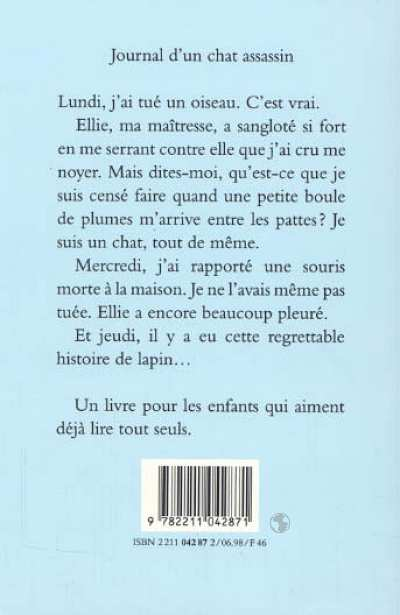 Journal d'un chat assassin
Lundi, j'ai tué un oiseau. C'est vrai.
Ellie, ma maîtresse, a sangloté si fort
en me serrant contre elle que j'ai cru me
noyer. Mais dites-moi, qu'est-ce que je
suis censé faire quand une petite boule
de plumes m'arrive entre les pattes ? Je
suis un chat, tout de même.
Mercredi, j'ai rapporté une souris
morte à la maison. Je ne l'avais même pas
tuée. Ellie a encore beaucoup pleuré.
Et jeudi, il y a eu cette regrettable
histoire de lapin…
Un livre pour les enfants qui aiment
déjà lire tout seuls.
9 782211 042871
ISBN 2 211 042 87 2/06.98/F 46